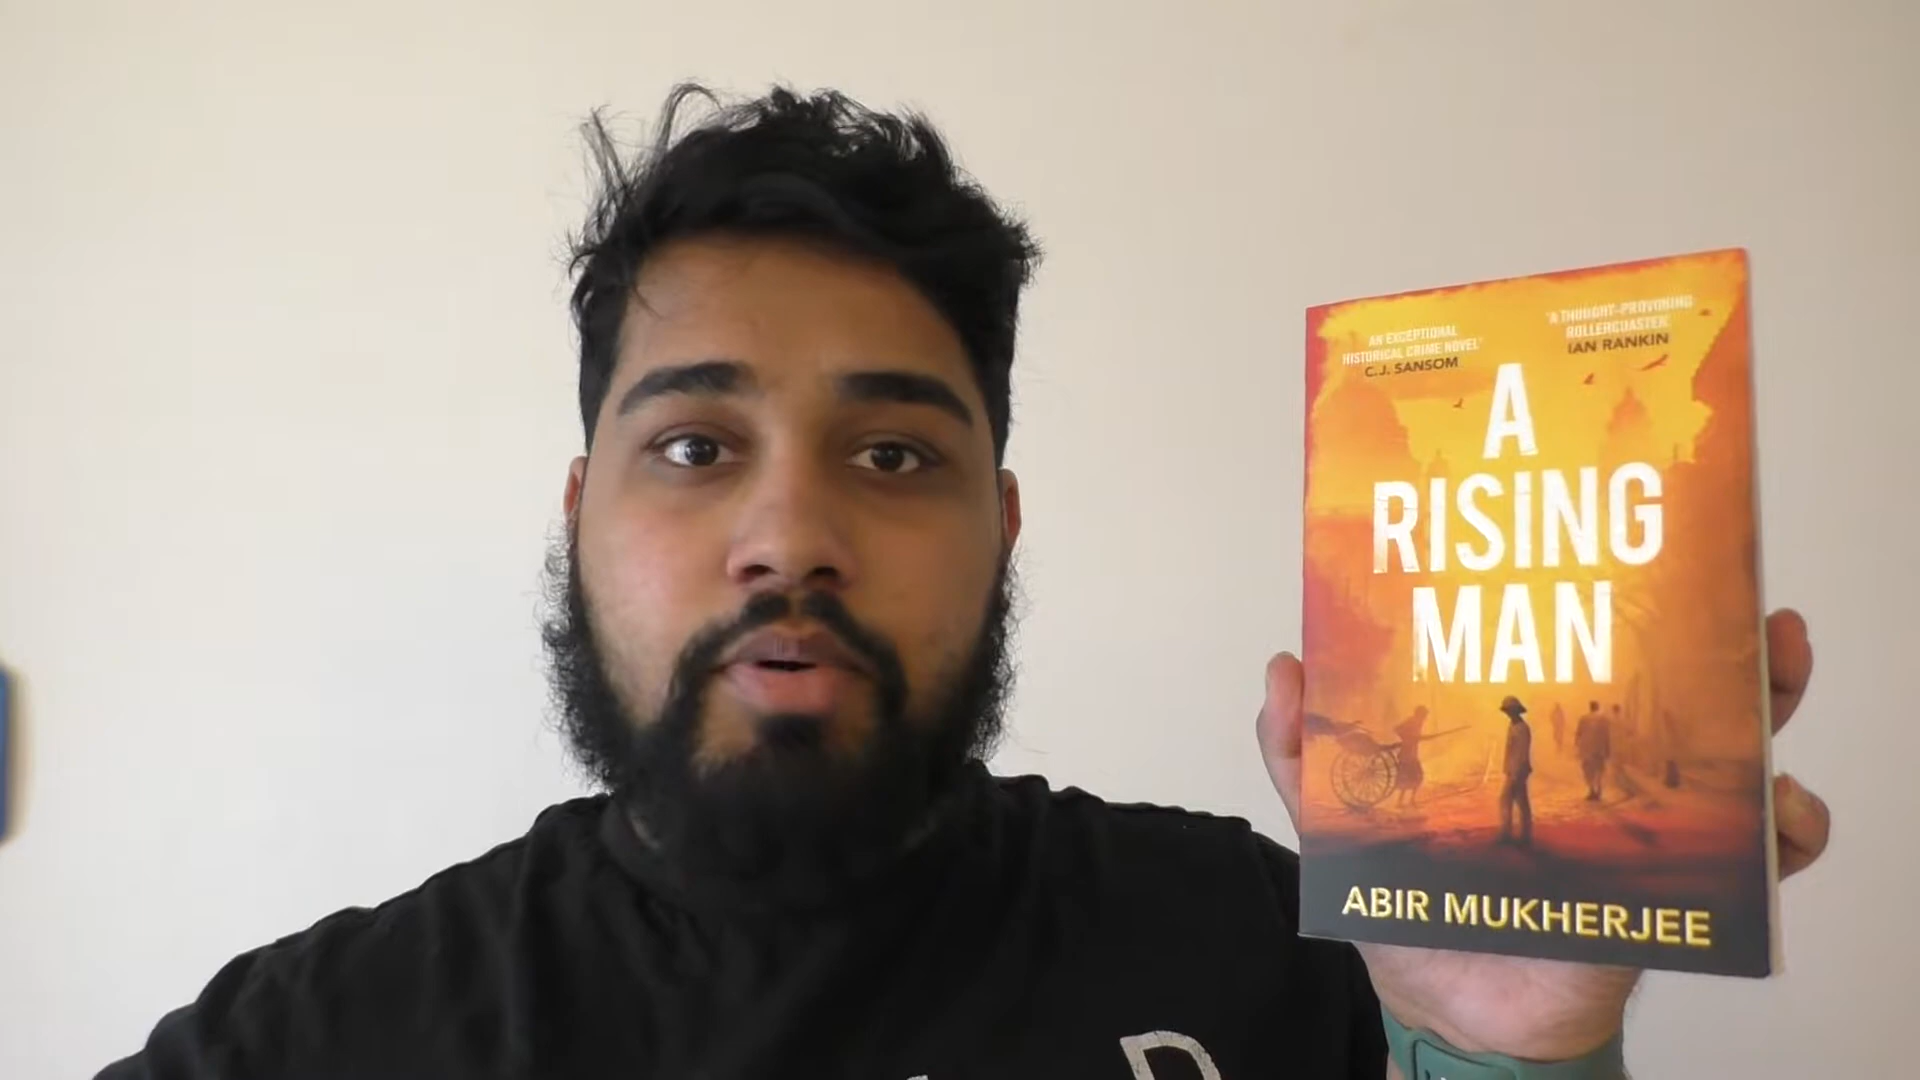 AN EXCEPTIONAL
HISTORICAL CRIME NOVEL'
C.J. SANSOM
'A THOUGHT-PROVOKING
ROLLERCOASTER
IAN RANKIN
A
RISING
MAN
ABIR MUKHERJEE
D